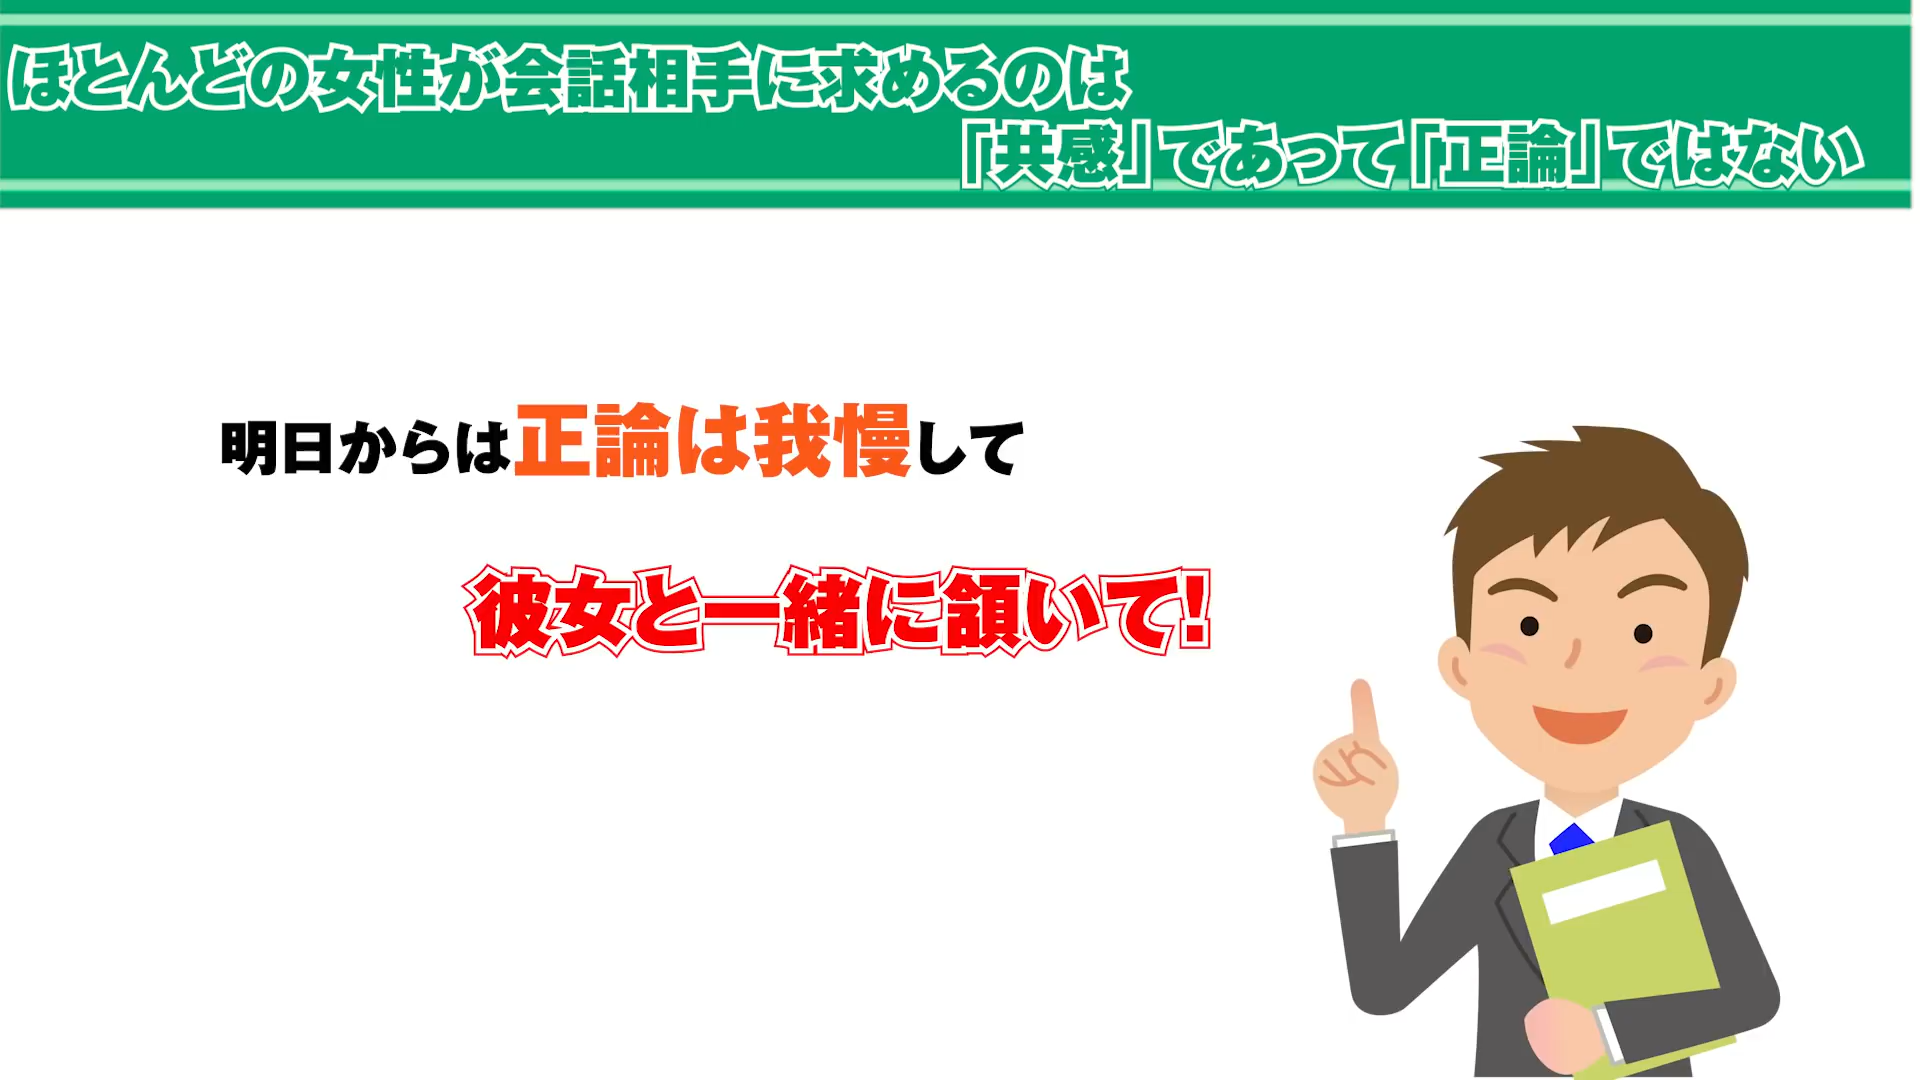 ほとんどの女性が会話相手に求めるのは
「共感」であって「正論」ではない
明日からは正論は我慢して
彼女と一緒に頷いて!